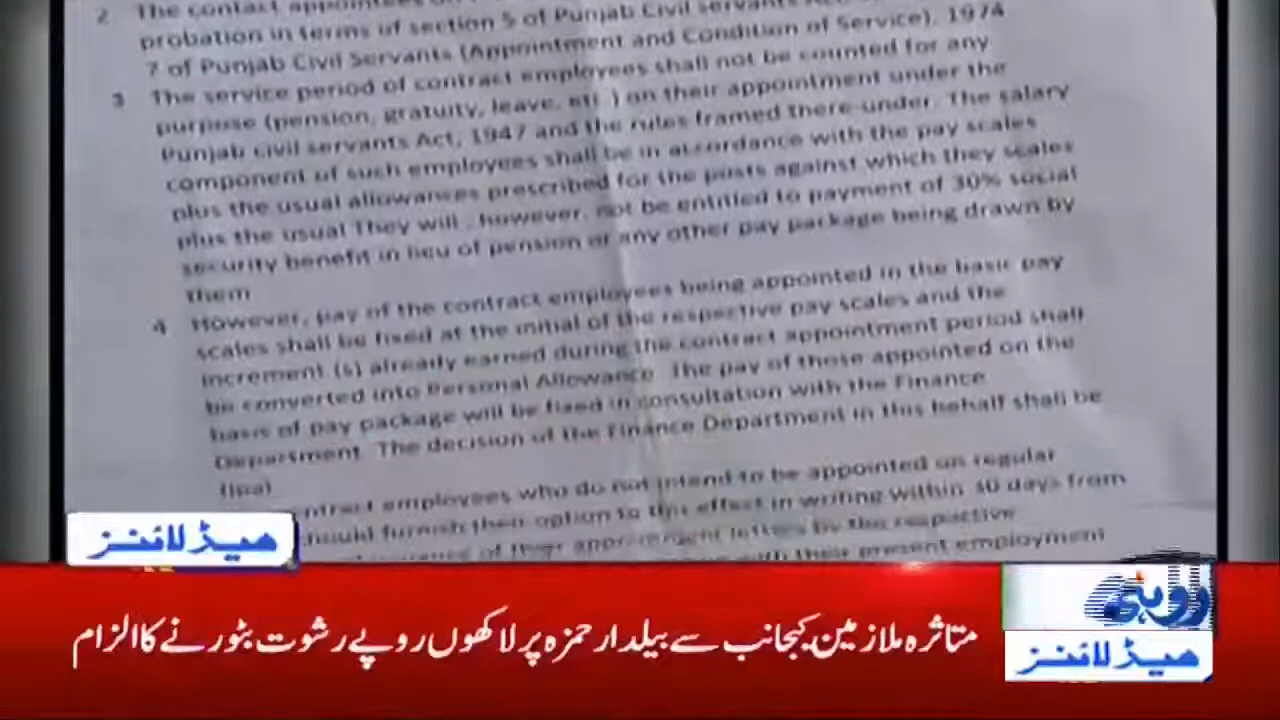 2 The contact appointees on
probation in terms of section 5 of Punjab Civil servants Act
7 of Punjab Civil Servants (Appointment and Condition of Service), 1974
3 The service period of contract employees shall not be counted for any
purpose (pension, gratuity, leave, etc ) on their appointment under the
Punjab civil servants Act, 1947 and the rules framed there-under. The salary
component of such employees shall be in accordance with the pay scales
plus the usual allowances prescribed for the posts against which they scales
plus the usual They will , however, not be entitled to payment of 30% social
security benefit in lieu of pension or any other pay package being drawn by
them
4 However, pay of the contract employees being appointed in the basic pay
scales shall be fixed at the initial of the respective pay scales and the
increment (s) already earned during the contract appointment period shall
be converted into Personal Allowance The pay of those appointed on the
basis of pay package will be fixed in consultation with the Finance
Department The decision of the Finance Department in this behalf shall be
contract employees who do not intend to be appointed on regular
should furnish their option to this effect in writing within 30 days from
of their appointment letters by the respective
with their present employment
ہیڈلائنز
روہی
متاثرہ ملازمین کیجانب سے بیلدار حمزہ پر لاکھوں روپے رشوت بٹورنے کا الزام
ہیڈلائنز